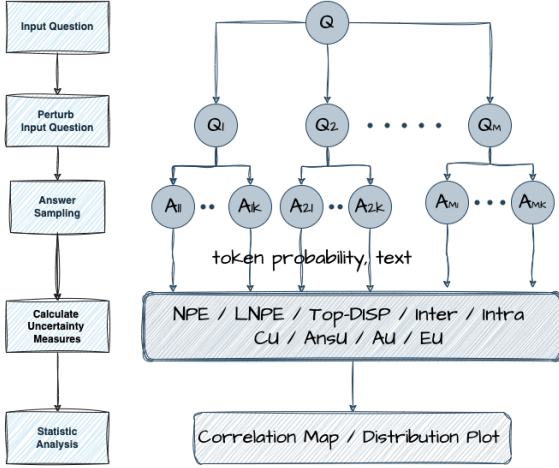 Input Question
Q
Perturb
Input Question
Q1
Q2
QM
Answer
Sampling
A11
A1K
A21
A2K
AM1
AMK
token probability, text
Calculate
Uncertainty
Measures
NPE / LNPE / Top-DISP / Inter / Intra
CU / AnsU / AU / EU
Statistic
Analysis
Correlation Map / Distribution Plot